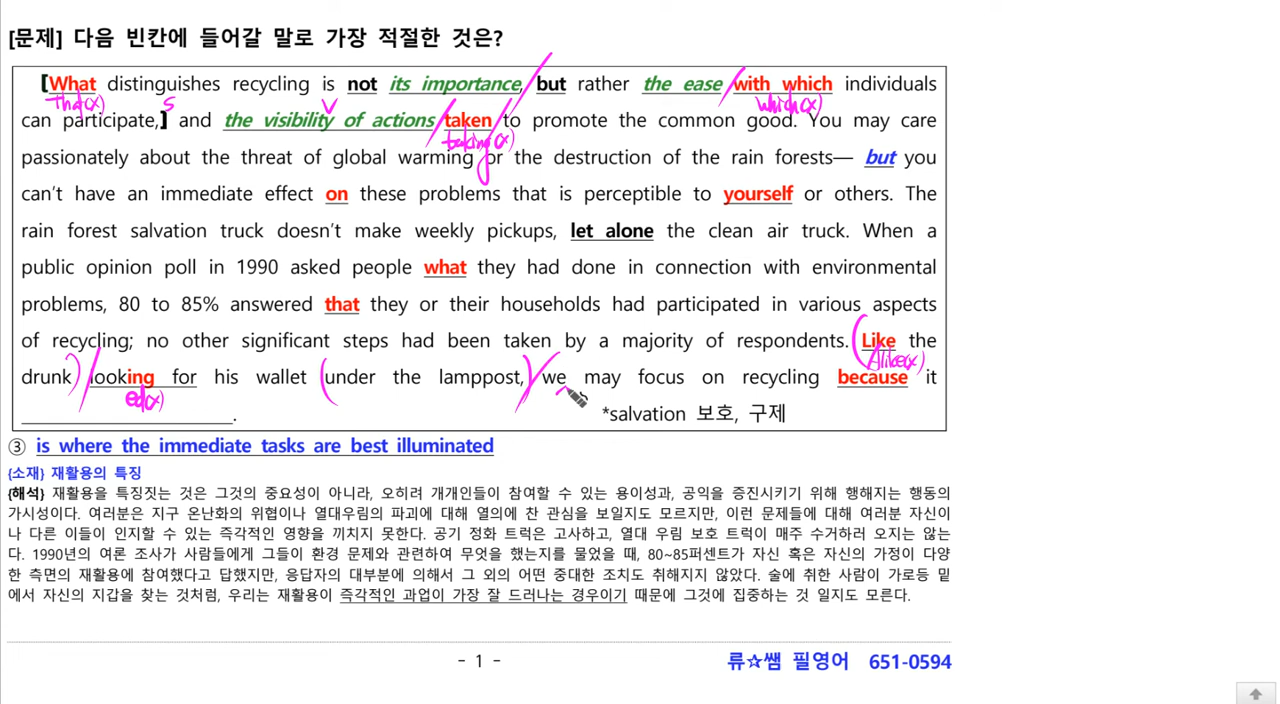 [문제] 다음 빈칸에 들어갈 말로 가장 적절한 것은?
[What distinguishes recycling is not its importance, but rather the ease with which individuals
that(x) s v which(x)
can participate,] and the visibility of actions taken to promote the common good. You may care
taking(x)
passionately about the threat of global warming or the destruction of the rain forests— but you
can't have an immediate effect on these problems that is perceptible to yourself or others. The
rain forest salvation truck doesn't make weekly pickups, let alone the clean air truck. When a
public opinion poll in 1990 asked people what they had done in connection with environmental
problems, 80 to 85% answered that they or their households had participated in various aspects
of recycling; no other significant steps had been taken by a majority of respondents. (Like the
Alike(x)
drunk) looking for his wallet (under the lamppost,) we may focus on recycling because it
ed(x)
____________________. *salvation 보호, 구제
③ is where the immediate tasks are best illuminated
{소재} 재활용의 특징
{해석} 재활용을 특징짓는 것은 그것의 중요성이 아니라, 오히려 개개인들이 참여할 수 있는 용이성과, 공익을 증진시키기 위해 행해지는 행동의
가시성이다. 여러분은 지구 온난화의 위협이나 열대우림의 파괴에 대해 열의에 찬 관심을 보일지도 모르지만, 이런 문제들에 대해 여러분 자신이
나 다른 이들이 인지할 수 있는 즉각적인 영향을 끼치지 못한다. 공기 정화 트럭은 고사하고, 열대 우림 보호 트럭이 매주 수거하러 오지는 않는
다. 1990년의 여론 조사가 사람들에게 그들이 환경 문제와 관련하여 무엇을 했는지를 물었을 때, 80~85퍼센트가 자신 혹은 자신의 가정이 다양
한 측면의 재활용에 참여했다고 답했지만, 응답자의 대부분에 의해서 그 외의 어떤 중대한 조치도 취해지지 않았다. 술에 취한 사람이 가로등 밑
에서 자신의 지갑을 찾는 것처럼, 우리는 재활용이 즉각적인 과업이 가장 잘 드러나는 경우이기 때문에 그것에 집중하는 것 일지도 모른다.
- 1 - 류☆쌤 필영어 651-0594